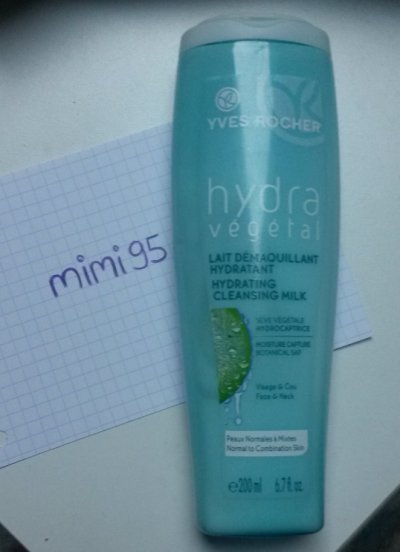 mimi95
YVES ROCHER
hydra
végétal
LAIT DÉMAQUILLANT
HYDRATANT
HYDRATING
CLEANSING MILK
SÈVE VÉGÉTALE
HYDROCAPTRICE
MOISTURE CAPTURE
BOTANICAL SAP
Visage & Cou
Face & Neck
Peaux Normales à Mixtes
Normal to Combination Skin
℮200 ml 6.7 fl.oz.